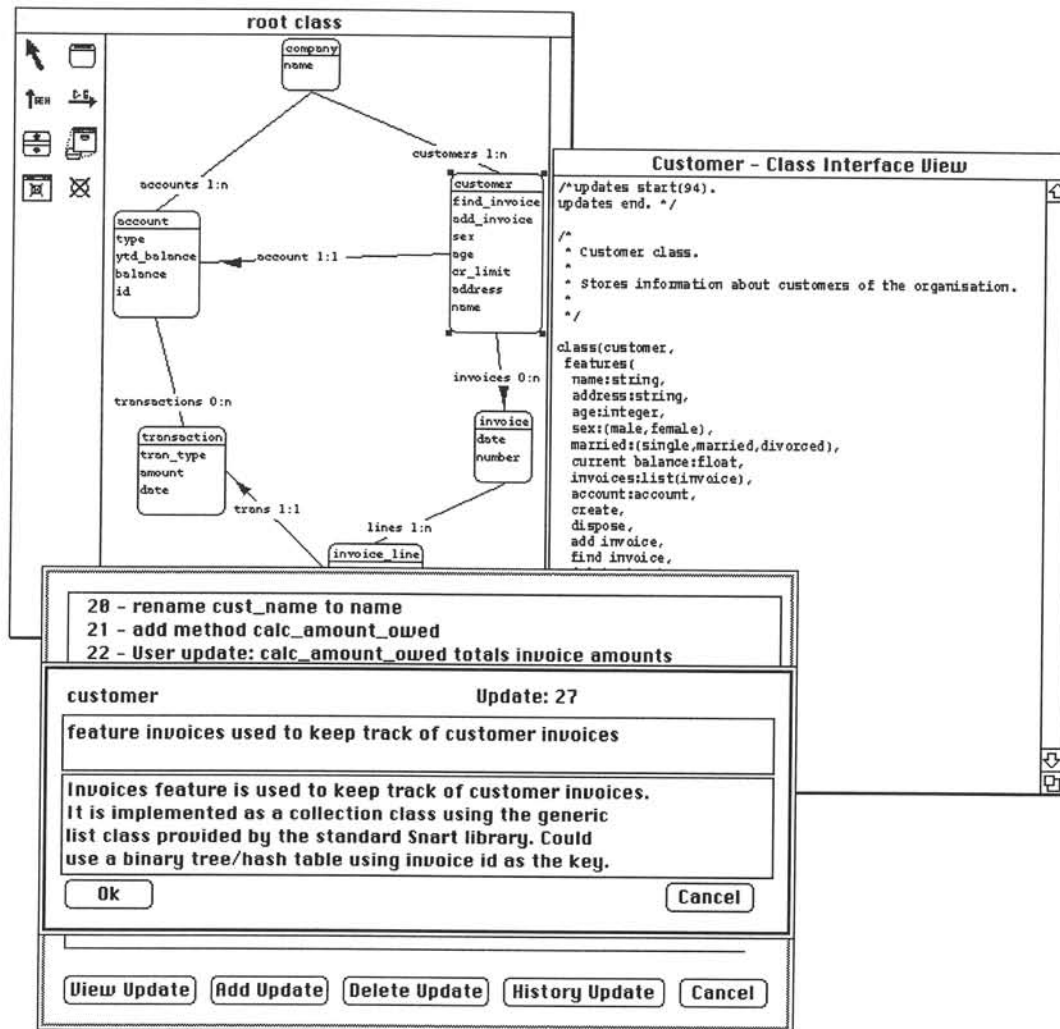 root class
company
name
customers 1:n
accounts 1:n
customer
find_invoice
add_invoice
sex
age
cr_limit
address
name
account
type
ytd_balance
balance
id
account 1:1
invoices 0:n
transactions 0:n
invoice
date
number
transaction
tran_type
amount
date
trans 1:1
lines 1:n
invoice_line
Customer - Class Interface View
/*updates start(94).
updates end. */
/*
* Customer class.
*
* Stores information about customers of the organisation.
*
*/
class(customer,
features(
name:string,
address:string,
age:integer,
sex:(male,female),
married:(single,married,divorced),
current balance:float,
invoices:list(invoice),
account:account,
create,
dispose,
add invoice,
find invoice,
20 - rename cust_name to name
21 - add method calc_amount_owed
22 - User update: calc_amount_owed totals invoice amounts
customer Update: 27
feature invoices used to keep track of customer invoices
Invoices feature is used to keep track of customer invoices.
It is implemented as a collection class using the generic
list class provided by the standard Snart library. Could
use a binary tree/hash table using invoice id as the key.
Ok Cancel
View Update Add Update Delete Update History Update Cancel